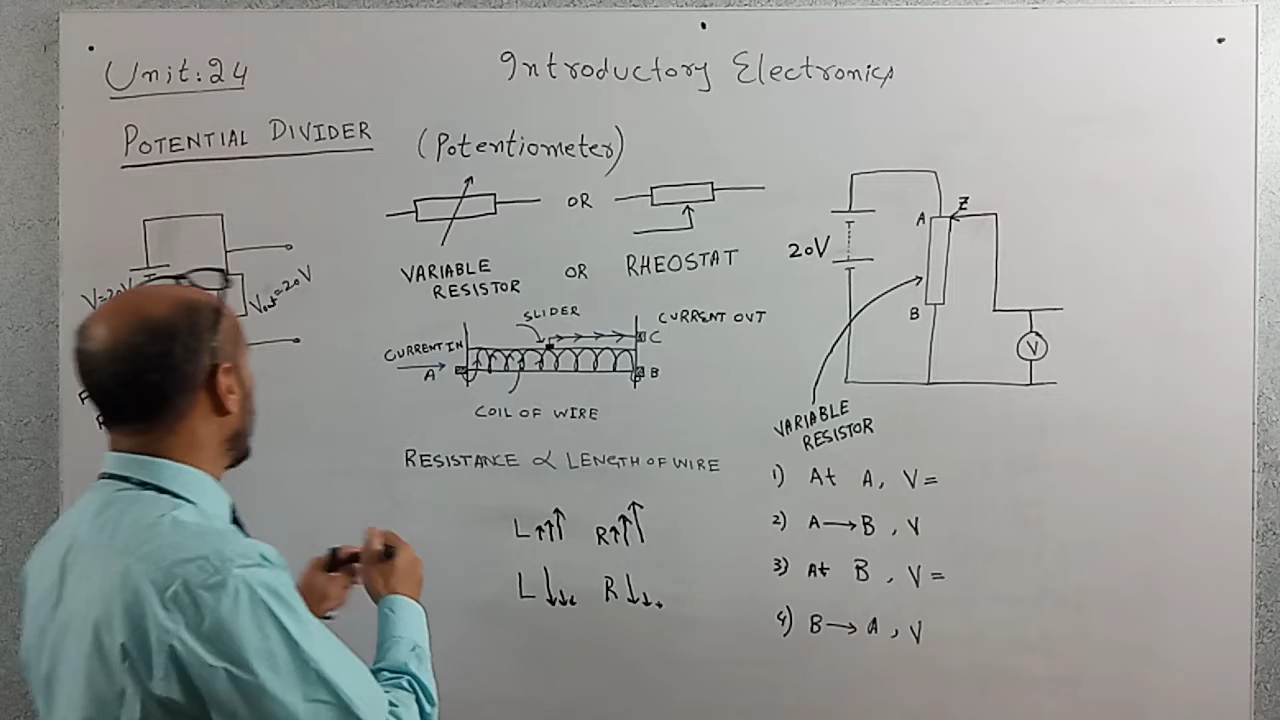 Unit: 24
Introductory Electronics
POTENTIAL DIVIDER
(Potentiometer)
OR
VARIABLE
RESISTOR
OR
RHEOSTAT
V=20V
Vout=20V
SLIDER
CURRENT OUT
CURRENT IN
A
C
B
COIL OF WIRE
RESISTANCE ∝ LENGTH OF WIRE
L↑↑↑ R↑↑↑
L↓↓↓ R↓↓↓
20V
A
Z
B
V
VARIABLE
RESISTOR
1) At A, V =
2) A → B, V
3) At B, V =
4) B → A, V